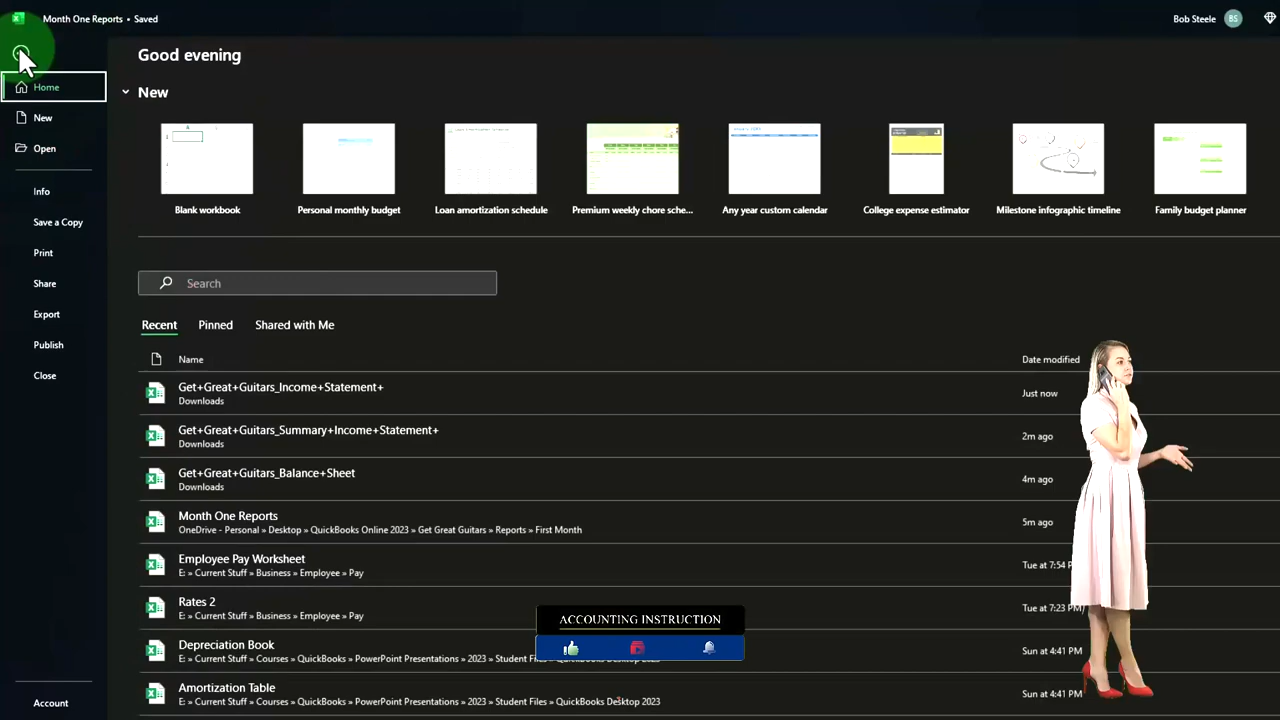 Month One Reports • Saved
Bob Steele BS
Good evening
Home
New
New
Open
Blank workbook
Personal monthly budget
Loan amortization schedule
Premium weekly chore sche...
Any year custom calendar
College expense estimator
Milestone infographic timeline
Family budget planner
Info
Save a Copy
Print
Share
Export
Publish
Close
Account
Search
Recent
Pinned
Shared with Me
Name
Date modified
Get+Great+Guitars_Income+Statement+
Downloads
Just now
Get+Great+Guitars_Summary+Income+Statement+
Downloads
2m ago
Get+Great+Guitars_Balance+Sheet
Downloads
4m ago
Month One Reports
OneDrive - Personal » Desktop » QuickBooks Online 2023 » Get Great Guitars » Reports » First Month
5m ago
Employee Pay Worksheet
E: » Current Stuff » Business » Employee » Pay
Tue at 7:54 P
Rates 2
E: » Current Stuff » Business » Employee » Pay
Tue at 7:23 PM
ACCOUNTING INSTRUCTION
Depreciation Book
E: » Current Stuff » Courses » QuickBooks » PowerPoint Presentations » 2023 » Student Files » QuickBooks Desktop 2023
Sun at 4:41 PM
Amortization Table
E: » Current Stuff » Courses » QuickBooks » PowerPoint Presentations » 2023 » Student Files » QuickBooks Desktop 2023
Sun at 4:41 PM